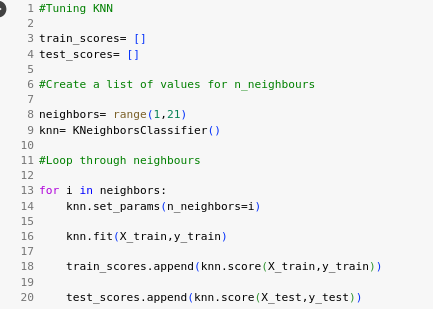 1 #Tuning KNN
2
3 train_scores= []
4 test_scores= []
5
6 #Create a list of values for n_neighbours
7
8 neighbors= range(1,21)
9 knn= KNeighborsClassifier()
10
11 #Loop through neighbours
12
13 for i in neighbors:
14     knn.set_params(n_neighbors=i)
15
16     knn.fit(X_train,y_train)
17
18     train_scores.append(knn.score(X_train,y_train))
19
20     test_scores.append(knn.score(X_test,y_test))